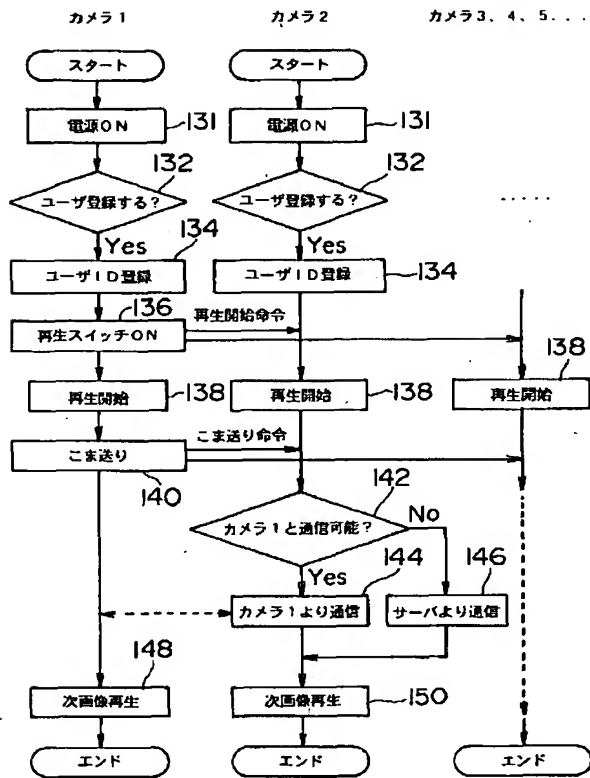 カメラ1 カメラ2 カメラ3、4、5...
スタート スタート
電源ON 131 電源ON 131
132 132
ユーザ登録する? ユーザ登録する? .....
Yes 134 Yes
ユーザID登録 ユーザID登録 134
136 再生開始命令
再生スイッチON
138
再生開始 138 再生開始 138 再生開始
こま送り命令
こま送り
140 142
カメラ1と通信可能? No
Yes 144 146
カメラ1より通信 サーバより通信
148
次画像再生 次画像再生 150
エンド エンド エンド